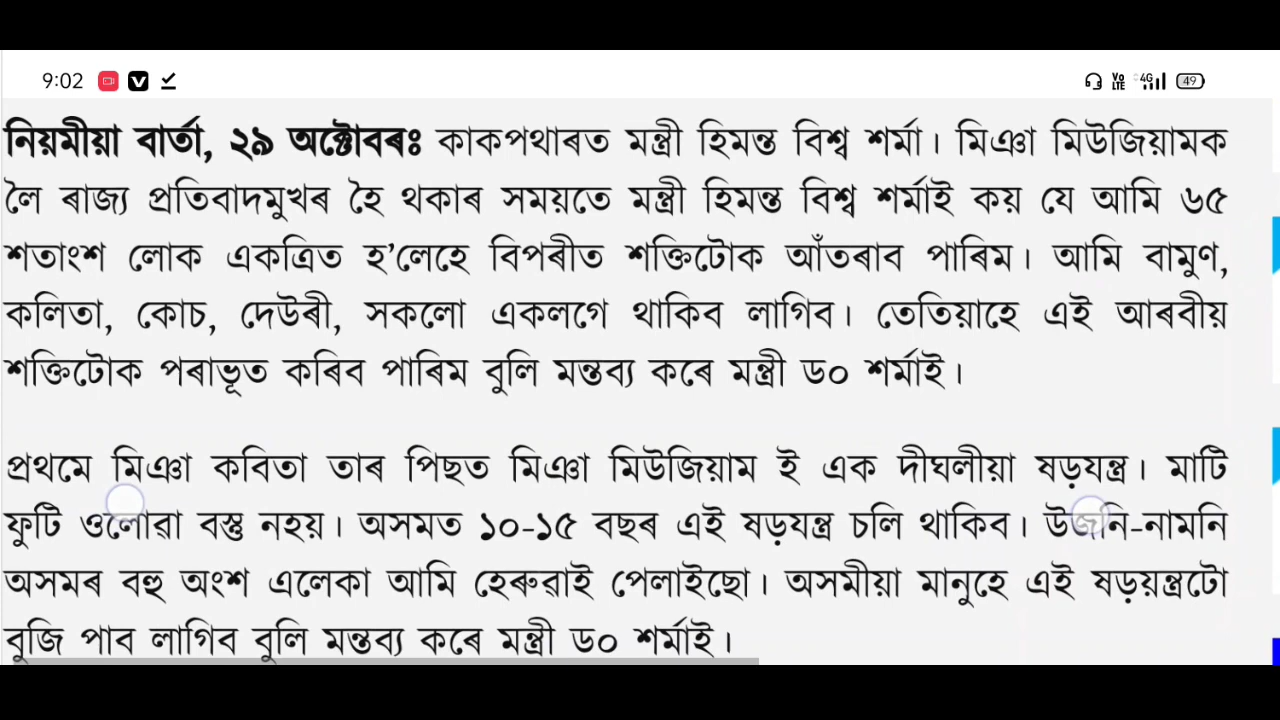 9:02 Vo LTE 4G 49
নিয়মীয়া বাৰ্তা, ২৯ অক্টোবৰঃ কাকপথাৰত মন্ত্ৰী হিমন্ত বিশ্ব শৰ্মা। মিঞা মিউজিয়ামক
লৈ ৰাজ্য প্ৰতিবাদমুখৰ হৈ থকাৰ সময়তে মন্ত্ৰী হিমন্ত বিশ্ব শৰ্মাই কয় যে আমি ৬৫
শতাংশ লোক একত্ৰিত হ’লেহে বিপৰীত শক্তিটোক আঁতৰাব পাৰিম। আমি বামুণ,
কলিতা, কোচ, দেউৰী, সকলো একলগে থাকিব লাগিব। তেতিয়াহে এই আৰবীয়
শক্তিটোক পৰাভূত কৰিব পাৰিম বুলি মন্তব্য কৰে মন্ত্ৰী ড০ শৰ্মাই।
প্ৰথমে মিঞা কবিতা তাৰ পিছত মিঞা মিউজিয়াম ই এক দীঘলীয়া ষড়যন্ত্ৰ। মাটি
ফুটি ওলোৱা বস্তু নহয়। অসমত ১০-১৫ বছৰ এই ষড়যন্ত্ৰ চলি থাকিব। উজনি-নামনি
অসমৰ বহু অংশ এলেকা আমি হেৰুৱাই পেলাইছো। অসমীয়া মানুহে এই ষড়য়ন্ত্ৰটো
বুজি পাব লাগিব বুলি মন্তব্য কৰে মন্ত্ৰী ড০ শৰ্মাই।